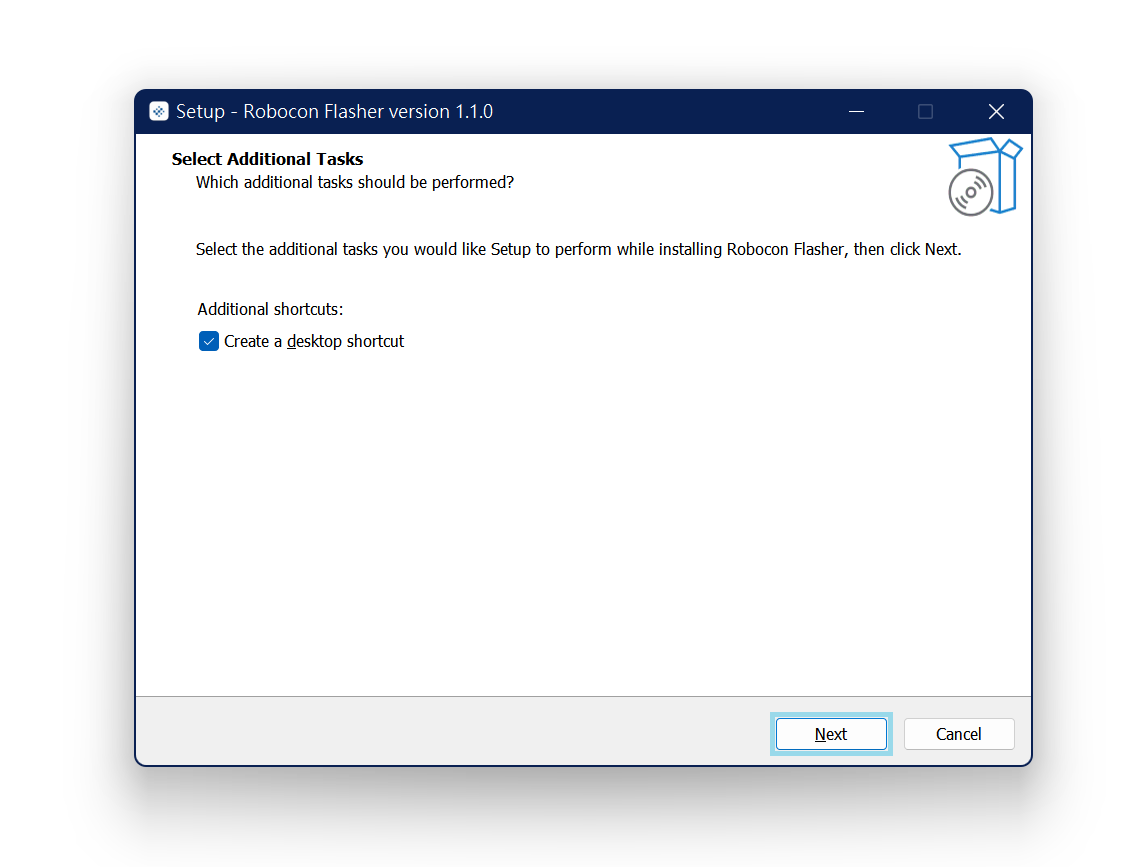 Setup - Robocon Flasher version 1.1.0
Select Additional Tasks
Which additional tasks should be performed?
Select the additional tasks you would like Setup to perform while installing Robocon Flasher, then click Next.
Additional shortcuts:
Create a desktop shortcut
Next
Cancel